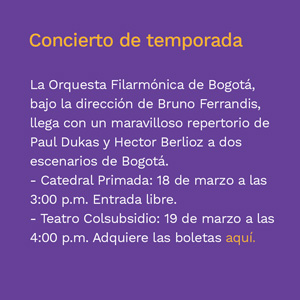 Concierto de temporada
La Orquesta Filarmónica de Bogotá,
bajo la dirección de Bruno Ferrandis,
llega con un maravilloso repertorio de
Paul Dukas y Hector Berlioz a dos
escenarios de Bogotá.
- Catedral Primada: 18 de marzo a las
3:00 p.m. Entrada libre.
- Teatro Colsubsidio: 19 de marzo a las
4:00 p.m. Adquiere las boletas aquí.